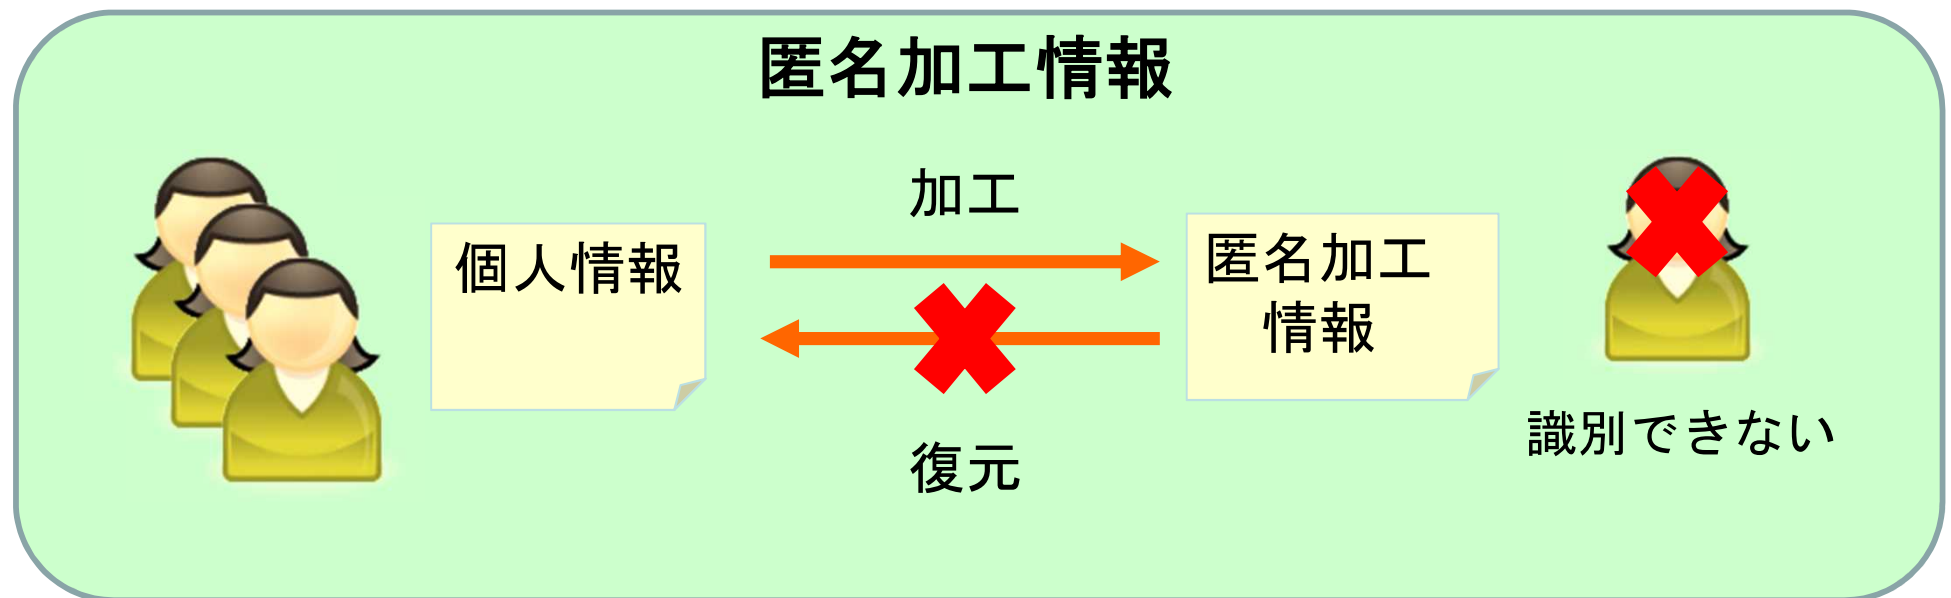 匿名加工情報
加工
個人情報
匿名加工
情報
復元
識別できない